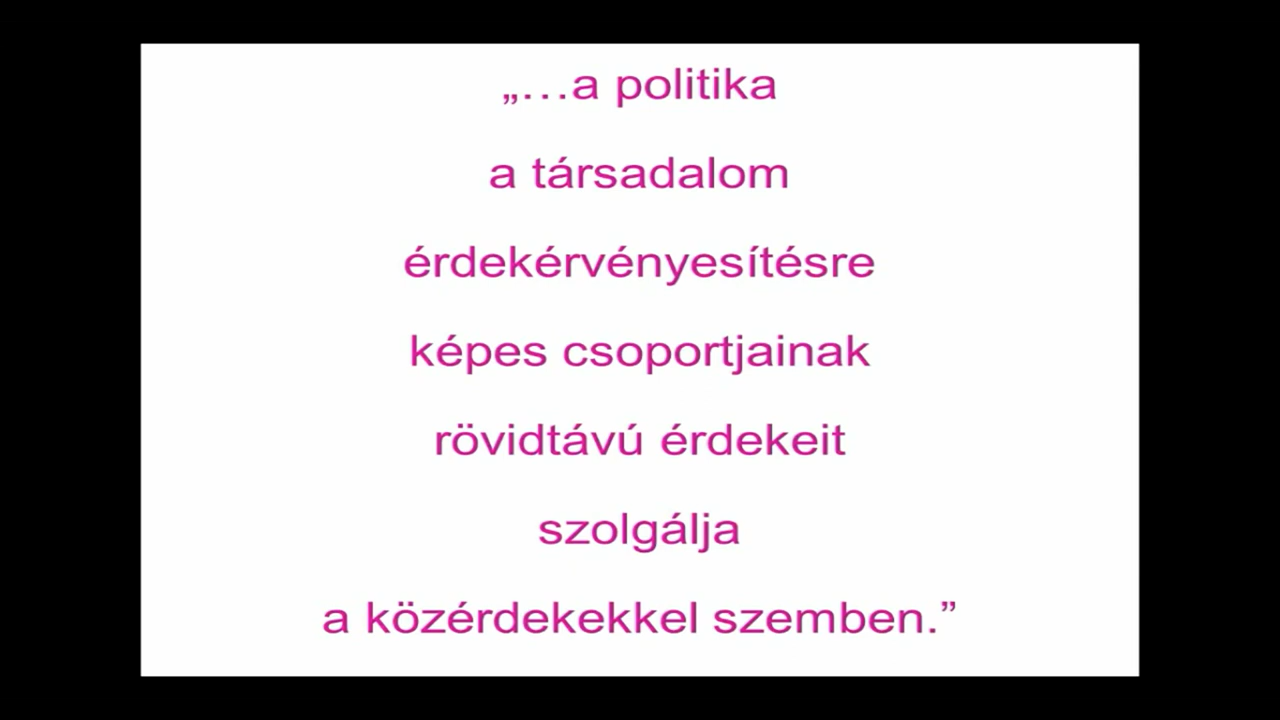 „…a politika
a társadalom
érdekérvényesítésre
képes csoportjainak
rövidtávú érdekeit
szolgálja
a közérdekekkel szemben.”